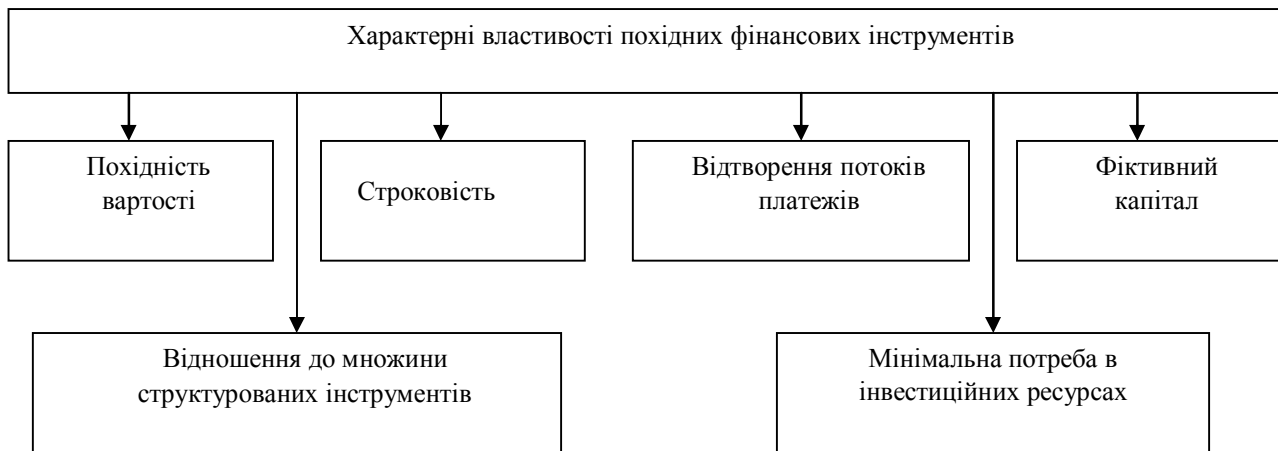 Характерні властивості похідних фінансових інструментів
Похідність
вартості
Строковість
Відтворення потоків
платежів
Фіктивний
капітал
Відношення до множини
структурованих інструментів
Мінімальна потреба в
інвестиційних ресурсах